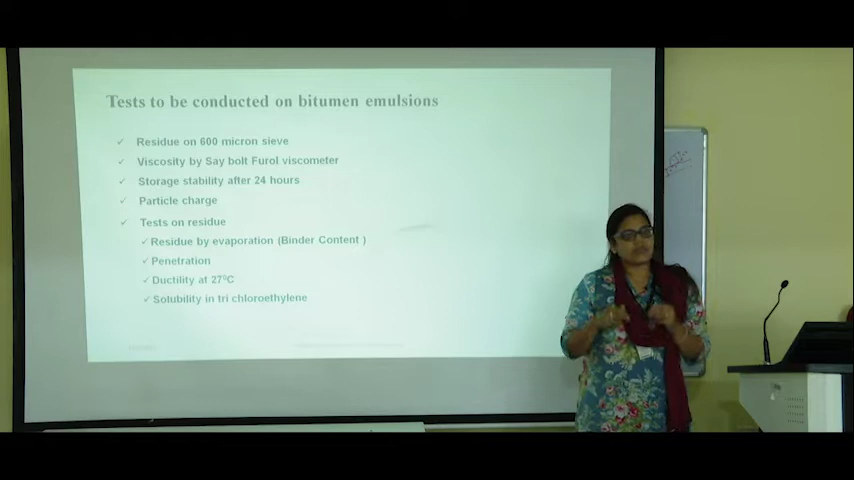 Tests to be conducted on bitumen emulsions
✓ Residue on 600 micron sieve
✓ Viscosity by Say bolt Furol viscometer
✓ Storage stability after 24 hours
✓ Particle charge
✓ Tests on residue
✓Residue by evaporation (Binder Content )
✓Penetration
✓Ductility at 27⁰C
✓Solubility in tri chloroethylene